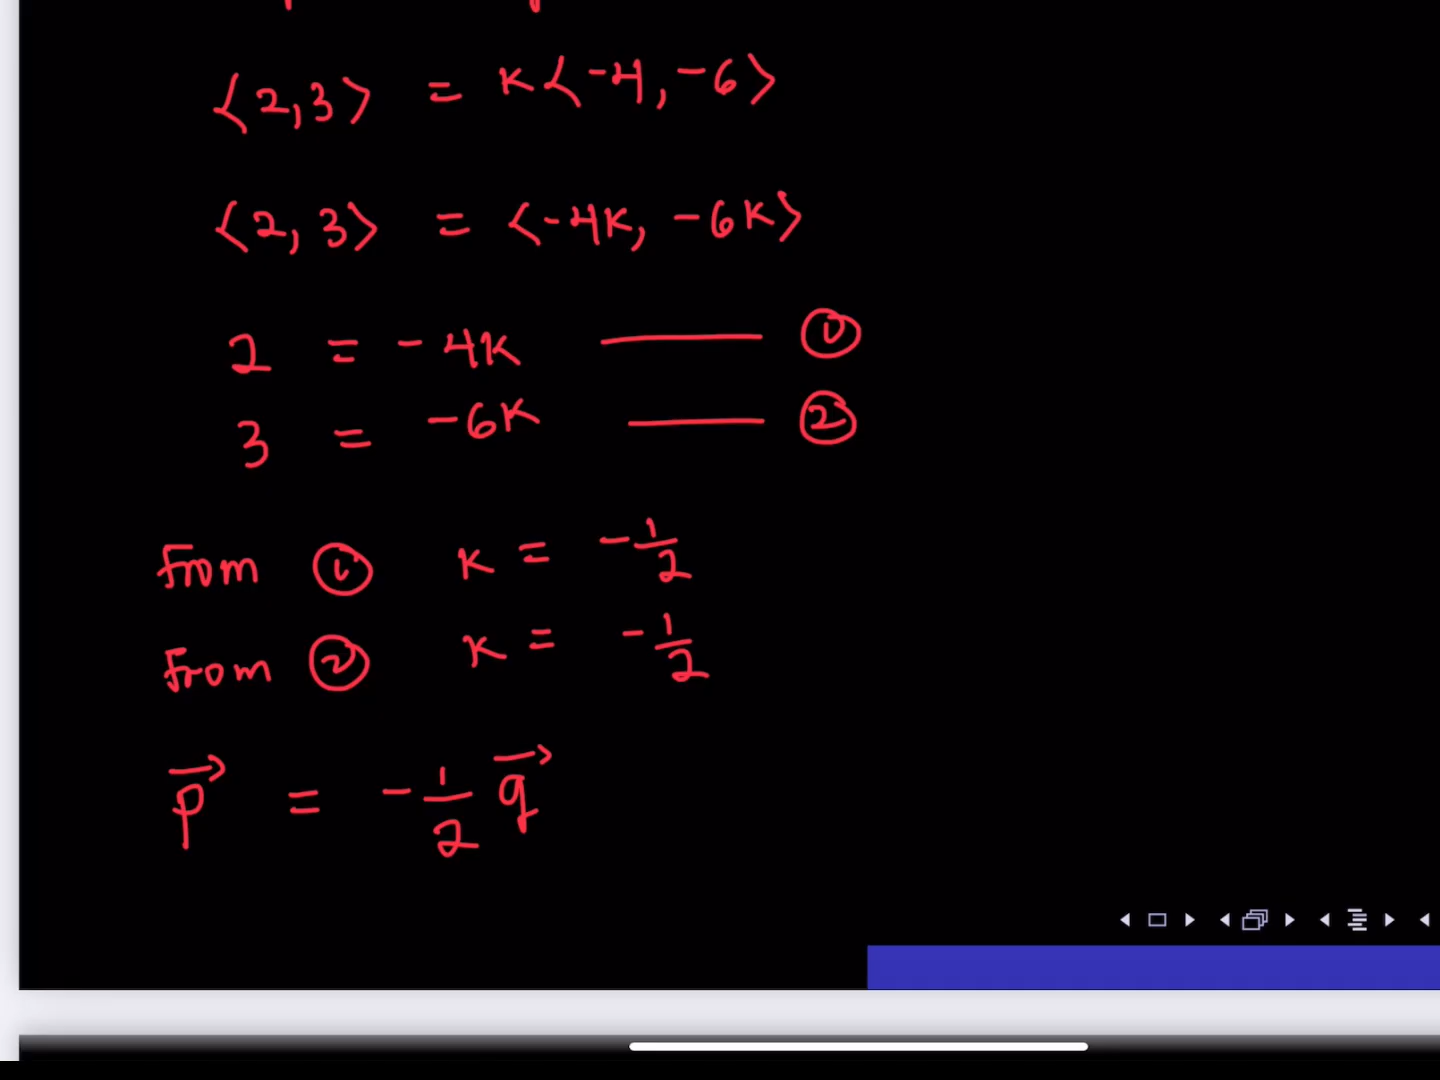 ⟨2,3⟩ = k⟨-4,-6⟩
⟨2, 3⟩ = ⟨-4k, -6k⟩
2 = -4k —— ①
3 = -6k —— ②
from ① k = -1/2
from ② k = -1/2
p⃗ = -1/2 q⃗